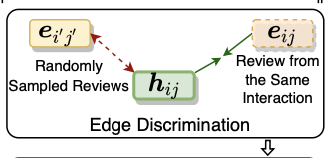 e_{i'j'}
e_{ij}
Randomly
Sampled Reviews
h_{ij}
Review from
the Same
Interaction
Edge Discrimination